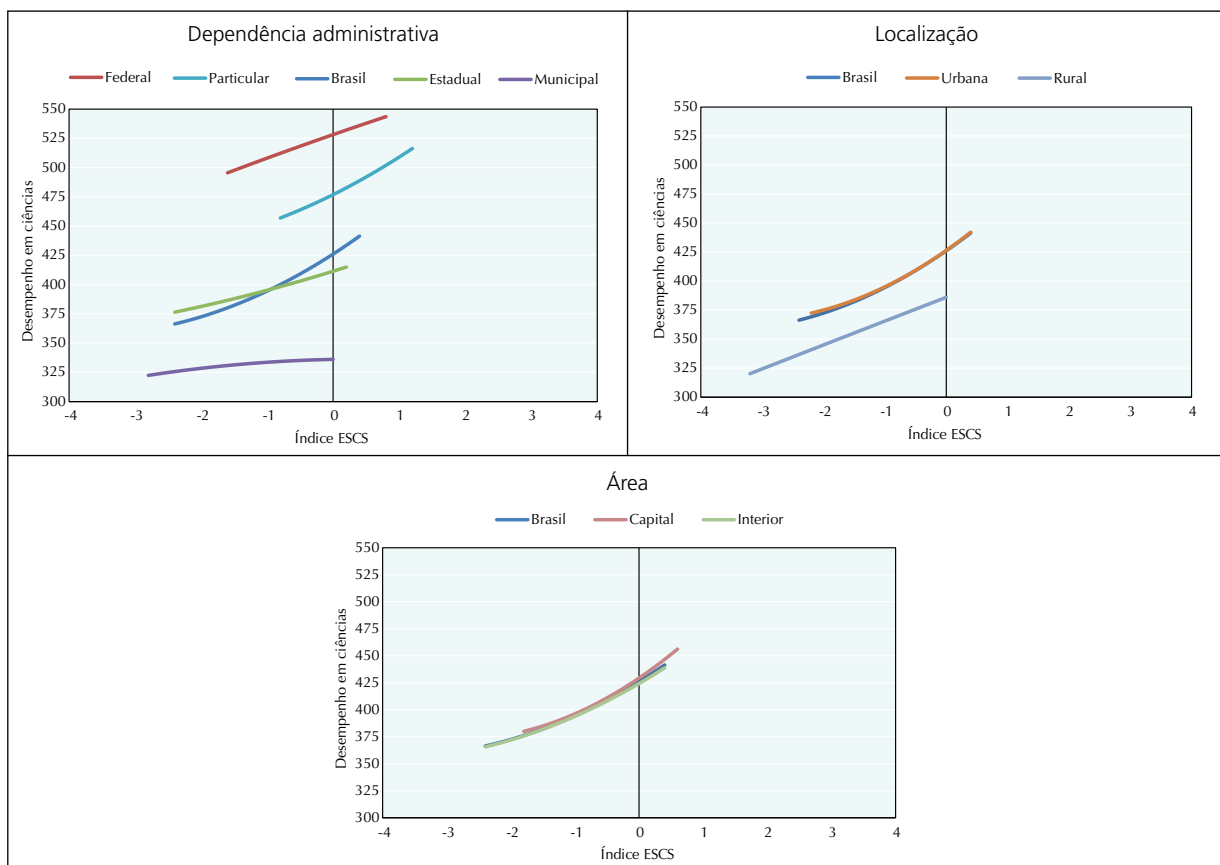 Dependência administrativa
Federal Particular Brasil Estadual Municipal
Desempenho em ciências
550
525
500
475
450
425
400
375
350
325
300
-4 -3 -2 -1 0 1 2 3 4
Índice ESCS
Localização
Brasil Urbana Rural
Desempenho em ciências
550
525
500
475
450
425
400
375
350
325
300
-4 -3 -2 -1 0 1 2 3 4
Índice ESCS
Área
Brasil Capital Interior
Desempenho em ciências
550
525
500
475
450
425
400
375
350
325
300
-4 -3 -2 -1 0 1 2 3 4
Índice ESCS